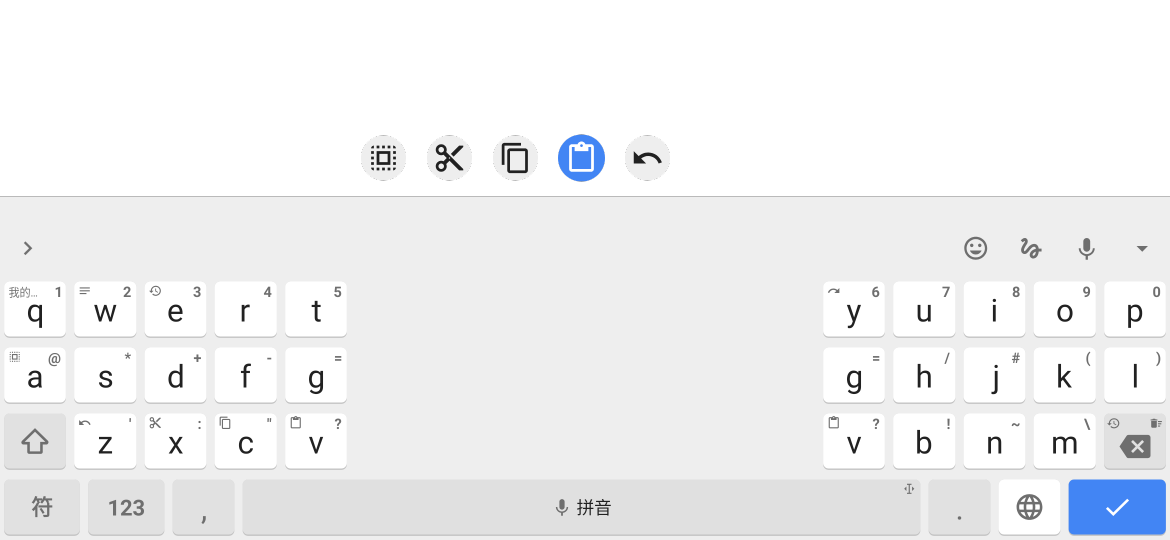 我的... 1 2 3 4 5 6 7 8 9 0
q w e r t y u i o p
@ * + - = = / # ( )
a s d f g g h j k l
' : " ? ? ! ~ \
z x c v v b n m
符 123 , 拼音 .